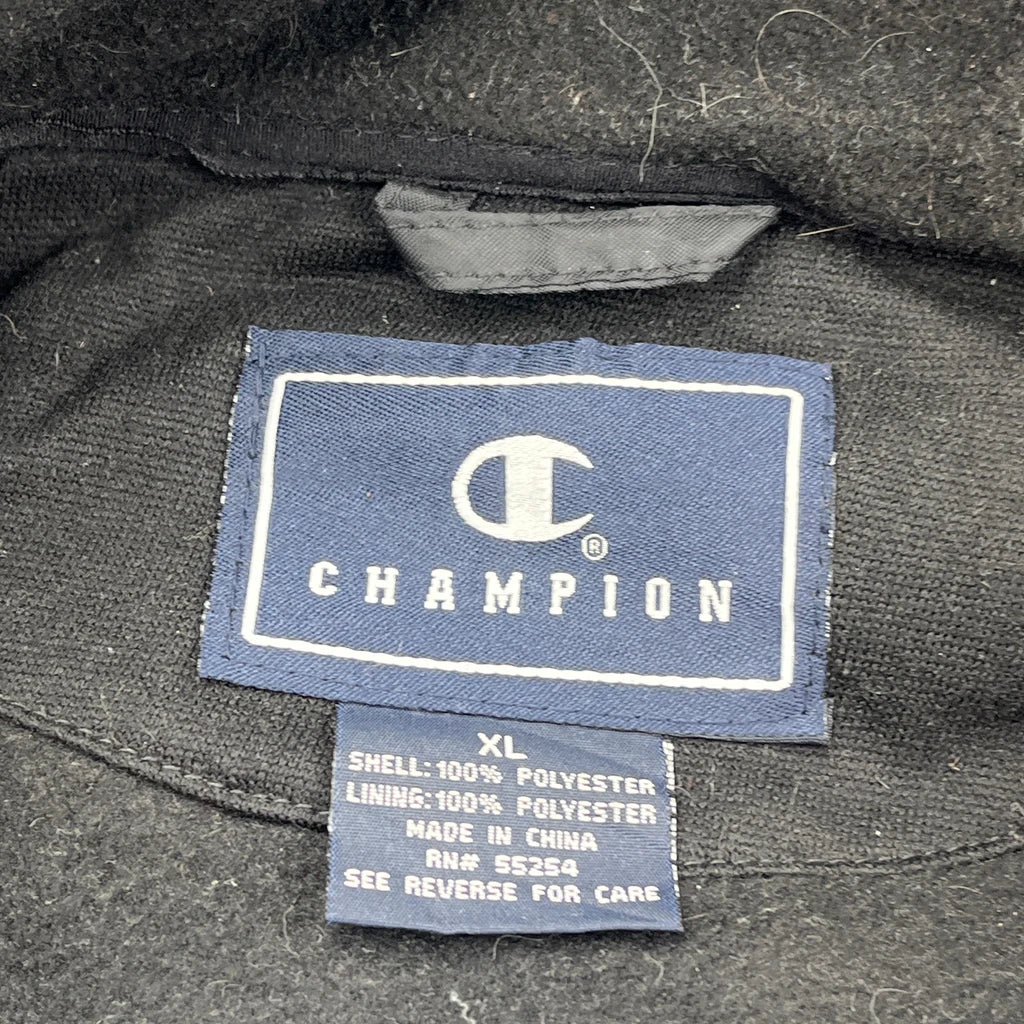 C®
CHAMPION
XL
SHELL: 100% POLYESTER
LINING: 100% POLYESTER
MADE IN CHINA
RN# 55254
SEE REVERSE FOR CARE